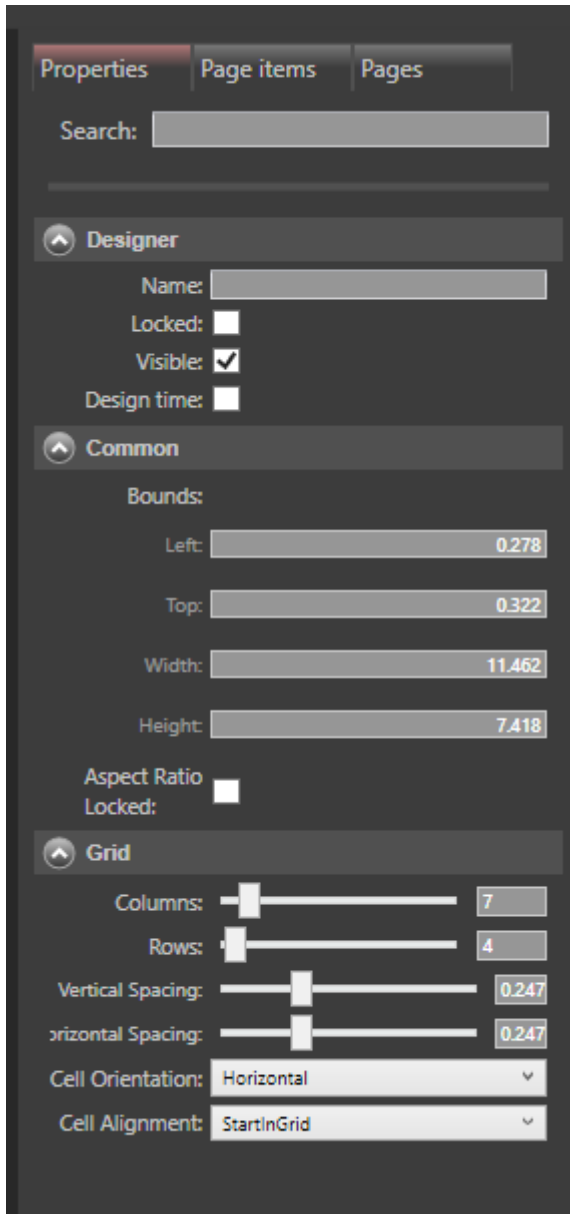 Properties Page items Pages
Search:
Designer
Name:
Locked:
Visible:
Design time:
Common
Bounds:
Left: 0.278
Top: 0.322
Width: 11.462
Height: 7.418
Aspect Ratio
Locked:
Grid
Columns: 7
Rows: 4
Vertical Spacing: 0.247
orizontal Spacing: 0.247
Cell Orientation: Horizontal
Cell Alignment: StartInGrid